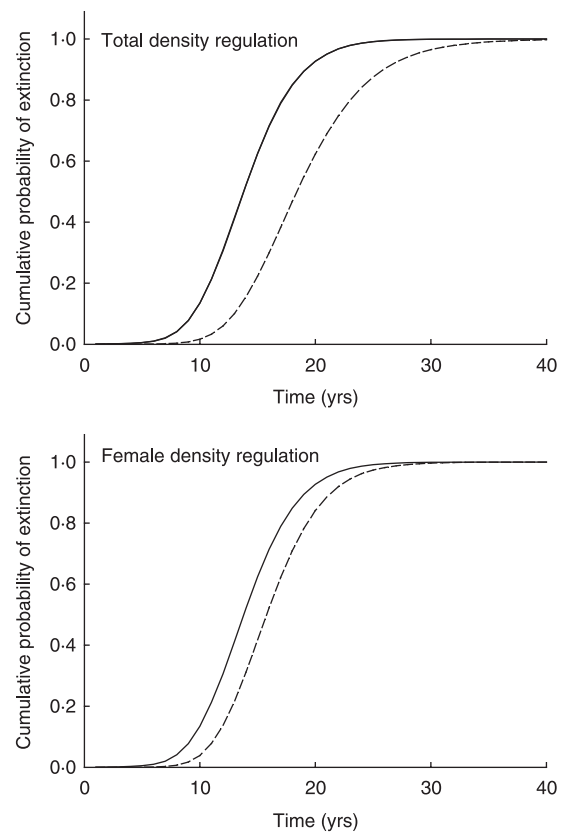 Total density regulation
Cumulative probability of extinction
1·0
0·8
0·6
0·4
0·2
0·0
0 10 20 30 40
Time (yrs)
Female density regulation
Cumulative probability of extinction
1·0
0·8
0·6
0·4
0·2
0·0
0 10 20 30 40
Time (yrs)